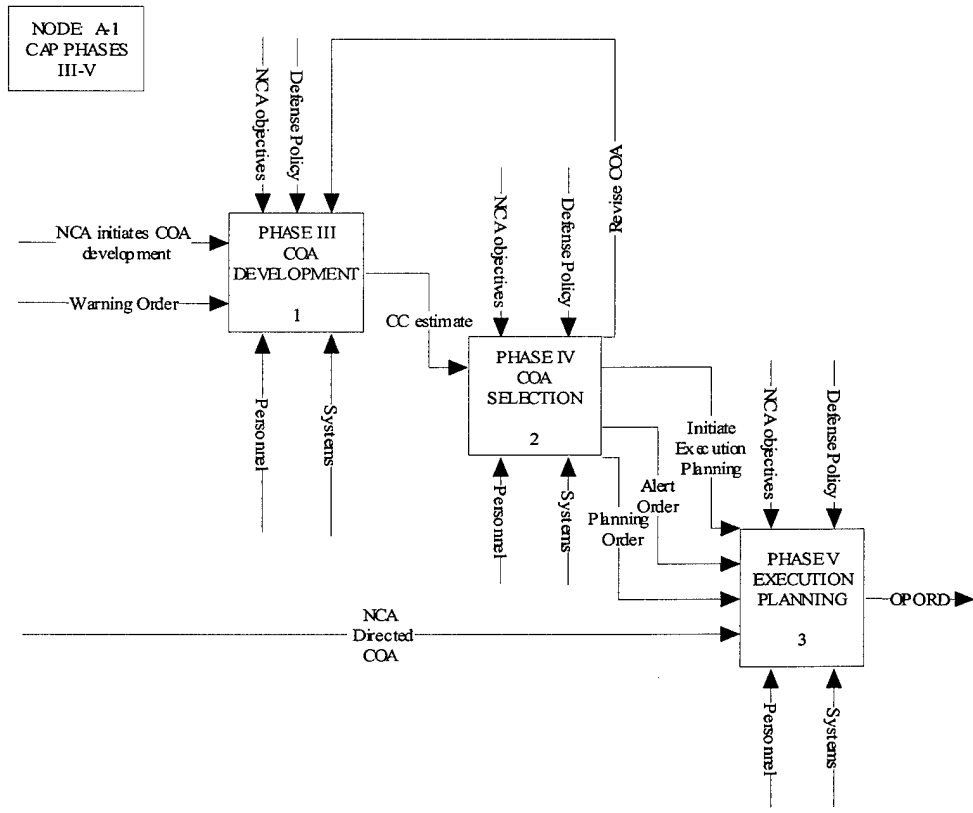 NODE: A-1
CAP PHASES
III-V
NCA objectives
Defense Policy
Revise COA
NCA initiates COA
development
Warning Order
PHASE III
COA
DEVELOPMENT
1
Personnel
Systems
CC estimate
NCA objectives
Defense Policy
PHASE IV
COA
SELECTION
2
Personnel
Systems
Initiate
Execution
Planning
Alert
Order
Planning
Order
NCA objectives
Defense Policy
PHASE V
EXECUTION
PLANNING
3
OPORD
NCA
Directed
COA
Personnel
Systems